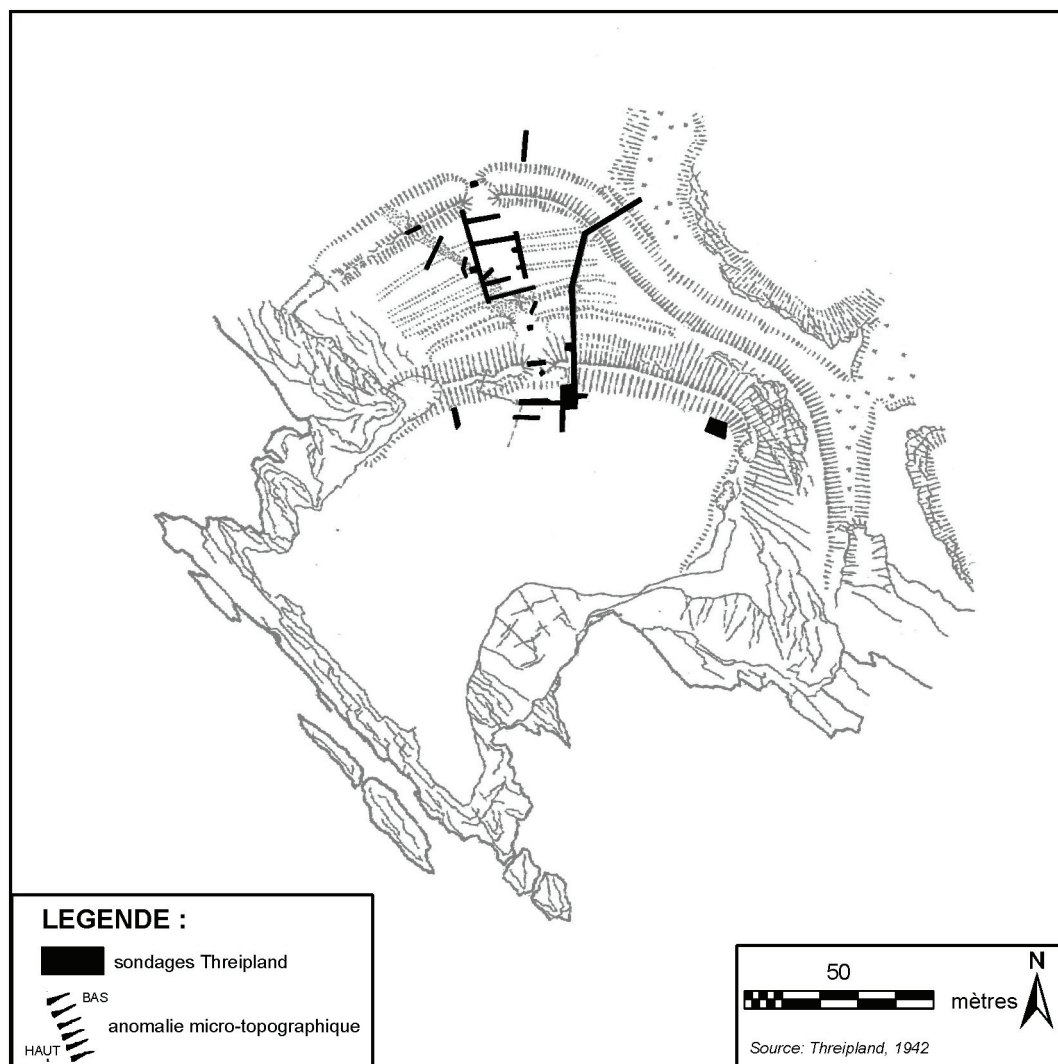 LEGENDE :
sondages Threipland
BAS
anomalie micro-topographique
HAUT
50
mètres
N
Source: Threipland, 1942